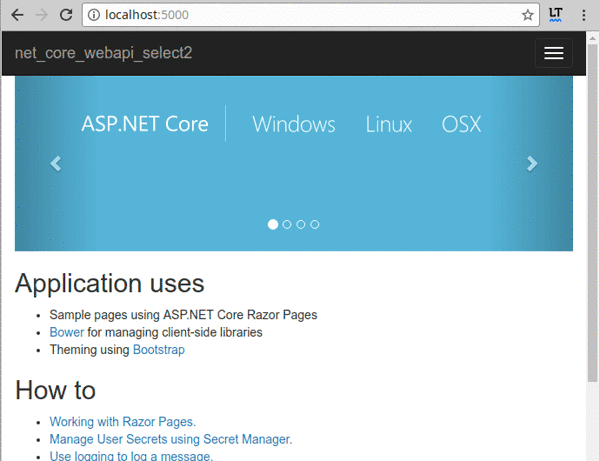 localhost:5000
LT
net_core_webapi_select2
ASP.NET Core Windows Linux OSX
Application uses
Sample pages using ASP.NET Core Razor Pages
Bower for managing client-side libraries
Theming using Bootstrap
How to
Working with Razor Pages.
Manage User Secrets using Secret Manager.
Use logging to log a message.